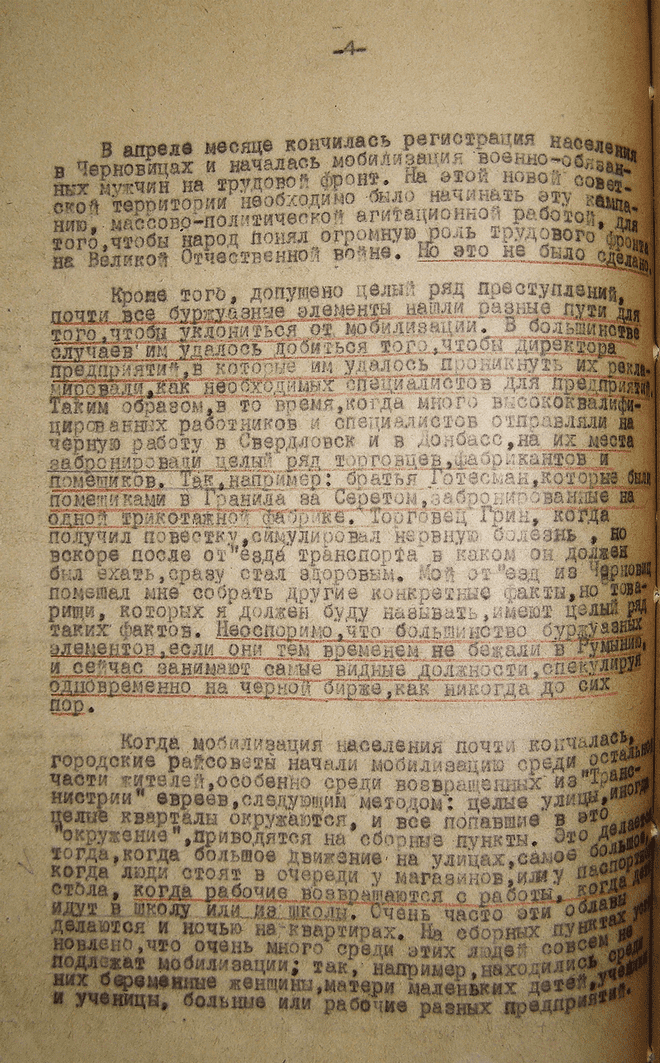 -4-
В апреле месяце кончилась регистрация населения
в Черновицах и началась мобилизация военно-обязан-
ных мужчин на трудовой фронт. На этой новой совет-
ской территории необходимо было начинать эту кампа-
нию, массово-политической агитационной работой, для
того,чтобы народ понял огромную роль трудового фронта
на Великой Отчественной войне. Но это не было сделано.
Кроме того, допущено целый ряд преступлений,
почти все буржуазные элементы нашли разные пути для
того,чтобы уклониться от мобилизации. В большинстве
случаев им удалось добиться того,чтобы директора
предприятий,в которые им удалось проникнуть их рекла-
мировали,как необходимых специалистов для предприятий.
Таким образом,в то время,когда много высококвалифи-
цированных работников и специалистов отправляли на
черную работу в Свердловск и в Донбасс,на их места
забронировали целый ряд торговцев,фабрикантов и
помещиков. Так,например: братья Готесман,которые были
помещиками в Гранила за Серетом,забронированные на
одной трикотажной фабрике. Торговец Грин, когда
получил повестку,симулировал нервную болезнь , но
вскоре после от"езда транспорта в каком он должен
был ехать,сразу стал здоровым. Мой от"езд из Черновиц
помешал мне собрать другие конкретные факты,но това-
рищи, которых я должен буду называть,имеют целый ряд
таких фактов. Неоспоримо,что большинство буржуазных
элементов,если они тем временем не бежали в Румынию,
и сейчас занимают самые видные должности,спекулируя
одновременно на черной бирже,как никогда до сих
пор.
Когда мобилизация населения почти кончалась,
городские райсоветы начали мобилизацию среди остальной
части жителей,особенно среди возвращенных из"Транс-
нистрии" евреев,следующим методом: целые улицы,иногда
целые кварталы окружаются, и все попавшие в это
"окружение",приводятся на сборные пункты. Это делается
тогда,когда большое движение на улицах,самое большое,
когда люди стоят в очереди у магазинов,или у паспортного
стола, когда рабочие возвращаются с работы, когда дети
идут в школу или из школы. Очень часто эти облавы
делаются и ночью на квартирах. На сборных пунктах
новлено,что очень много среди этих людей совсем не
подлежат мобилизации; так, например,находились среди
них беременные женщины,матери маленьких детей,ученики
и ученицы, больные или рабочие разных предприятий.